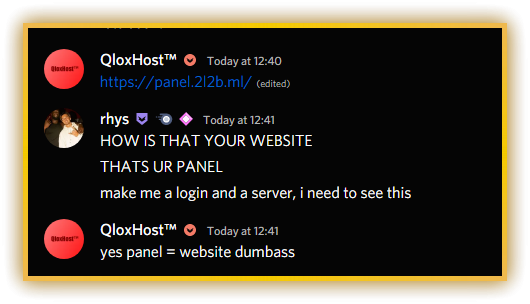 QloxHost™ Today at 12:40
https://panel.2l2b.ml/ (edited)
rhys Today at 12:41
HOW IS THAT YOUR WEBSITE
THATS UR PANEL
make me a login and a server, i need to see this
QloxHost™ Today at 12:41
yes panel = website dumbass